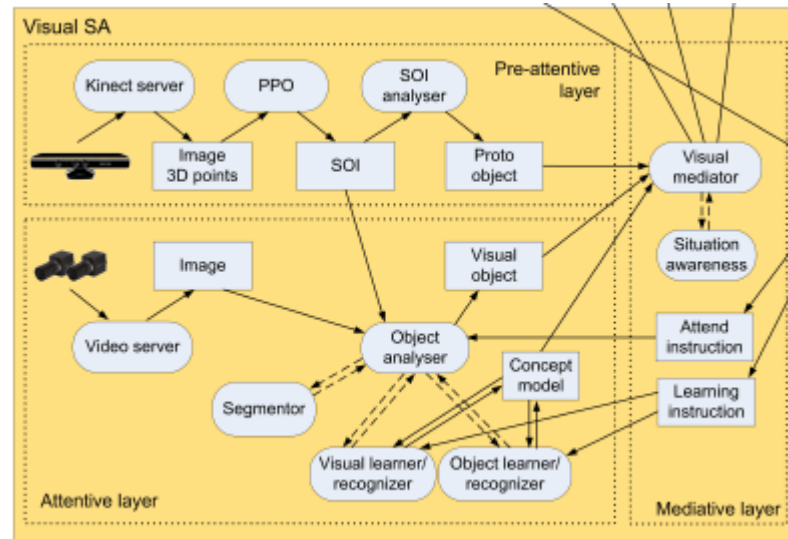 Visual SA
Kinect server
PPO
SOI
analyser
Pre-attentive
layer
Image
3D points
SOI
Proto
object
Visual
mediator
Situation
awareness
Image
Visual
object
Video server
Object
analyser
Attend
instruction
Segmentor
Concept
model
Learning
instruction
Visual learner/
recognizer
Object learner/
recognizer
Attentive layer
Mediative layer